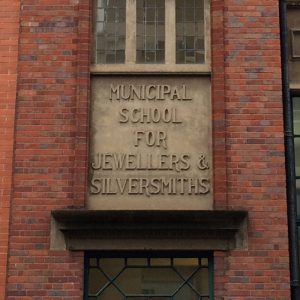 MUNICIPAL
SCHOOL
FOR
JEWELLERS &
SILVERSMITHS